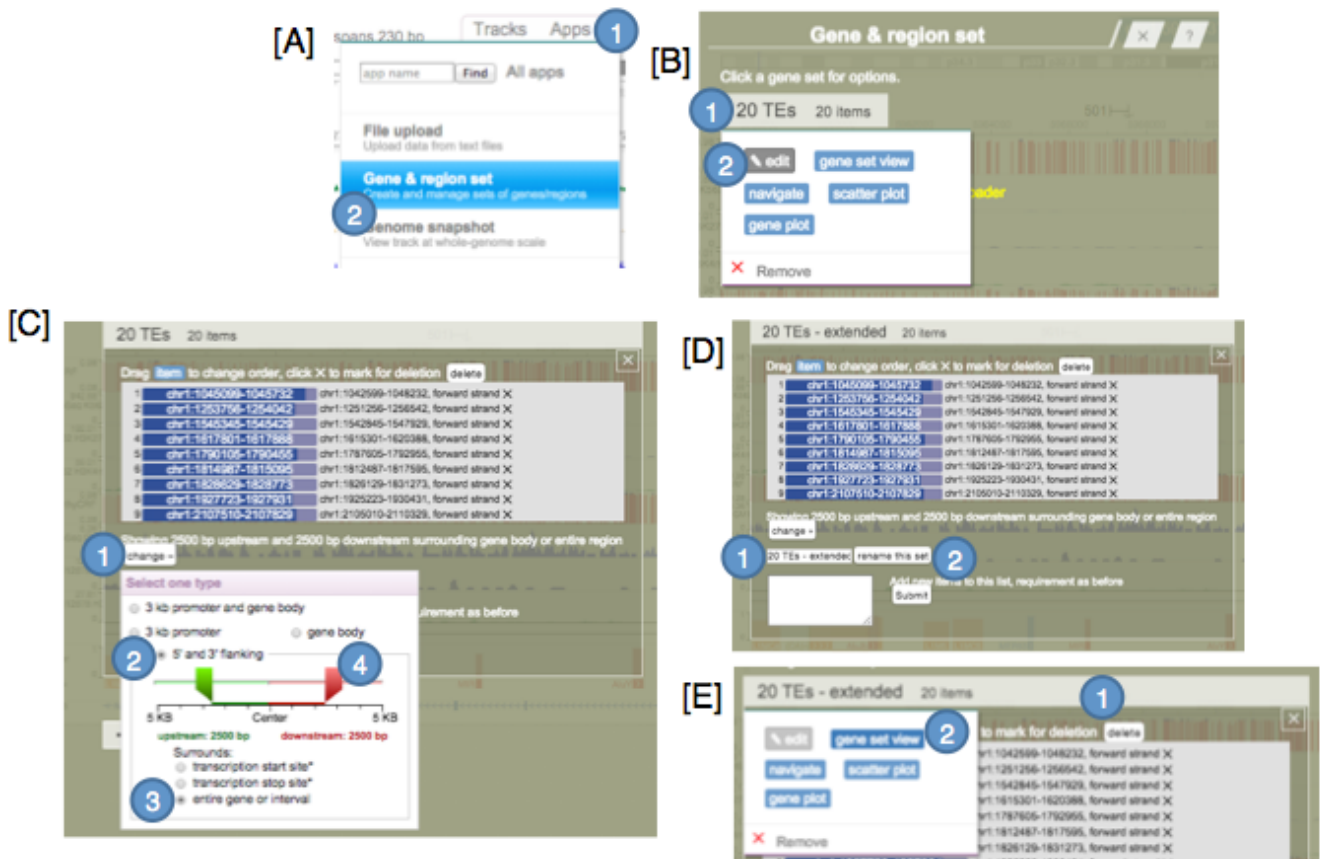 [A]
spans 230 bp Tracks Apps 1
app name Find All apps
File upload
Upload data from text files
Gene & region set
Create and manage sets of genes/regions
2
Genome snapshot
View track at whole-genome scale
[B]
Gene & region set / × / ?
Click a gene set for options.
501
1 20 TEs 20 items
2 edit gene set view
navigate scatter plot
gene plot
× Remove
[C]
20 TEs 20 items
Drag item to change order, click × to mark for deletion delete
1 chr1:1045099-1045732 chr1:1042599-1048232, forward strand ×
2 chr1:1253756-1254042 chr1:1251256-1256542, forward strand ×
3 chr1:1545345-1545429 chr1:1542845-1547929, forward strand ×
4 chr1:1617801-1617888 chr1:1615301-1620388, forward strand ×
5 chr1:1790105-1790455 chr1:1787605-1792955, forward strand ×
6 chr1:1814987-1815095 chr1:1812487-1817595, forward strand ×
7 chr1:1828629-1828773 chr1:1826129-1831273, forward strand ×
8 chr1:1927723-1927931 chr1:1925223-1930431, forward strand ×
9 chr1:2107510-2107829 chr1:2105010-2110329, forward strand ×
Showing 2500 bp upstream and 2500 bp downstream surrounding gene body or entire region
1 change
Select one type
3 kb promoter and gene body
uirement as before
3 kb promoter gene body
2 5' and 3' flanking 4
5 KB Center 5 KB
upstream: 2500 bp downstream: 2500 bp
Surrounds:
transcription start site*
transcription stop site*
3 entire gene or interval
[D]
20 TEs - extended 20 items
Drag item to change order, click × to mark for deletion delete
1 chr1:1045099-1045732 chr1:1042599-1048232, forward strand ×
2 chr1:1253756-1254042 chr1:1251256-1256542, forward strand ×
3 chr1:1545345-1545429 chr1:1542845-1547929, forward strand ×
4 chr1:1617801-1617888 chr1:1615301-1620388, forward strand ×
5 chr1:1790105-1790455 chr1:1787605-1792955, forward strand ×
6 chr1:1814987-1815095 chr1:1812487-1817595, forward strand ×
7 chr1:1828629-1828773 chr1:1826129-1831273, forward strand ×
8 chr1:1927723-1927931 chr1:1925223-1930431, forward strand ×
9 chr1:2107510-2107829 chr1:2105010-2110329, forward strand ×
Showing 2500 bp upstream and 2500 bp downstream surrounding gene body or entire region
change
1 20 TEs - extended rename this set 2
Add new items to this list, requirement as before
Submit
[E]
20 TEs - extended 20 items 1
edit gene set view 2 to mark for deletion delete
navigate scatter plot
gene plot
× Remove
chr1:1042599-1048232, forward strand ×
chr1:1251256-1256542, forward strand ×
chr1:1542845-1547929, forward strand ×
chr1:1615301-1620388, forward strand ×
chr1:1787605-1792955, forward strand ×
chr1:1812487-1817595, forward strand ×
chr1:1826129-1831273, forward strand ×